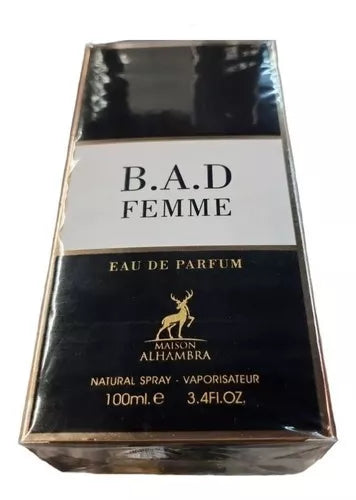 B.A.D
FEMME
EAU DE PARFUM
MAISON
ALHAMBRA
NATURAL SPRAY - VAPORISATEUR
100ml.e 3.4Fl.OZ.